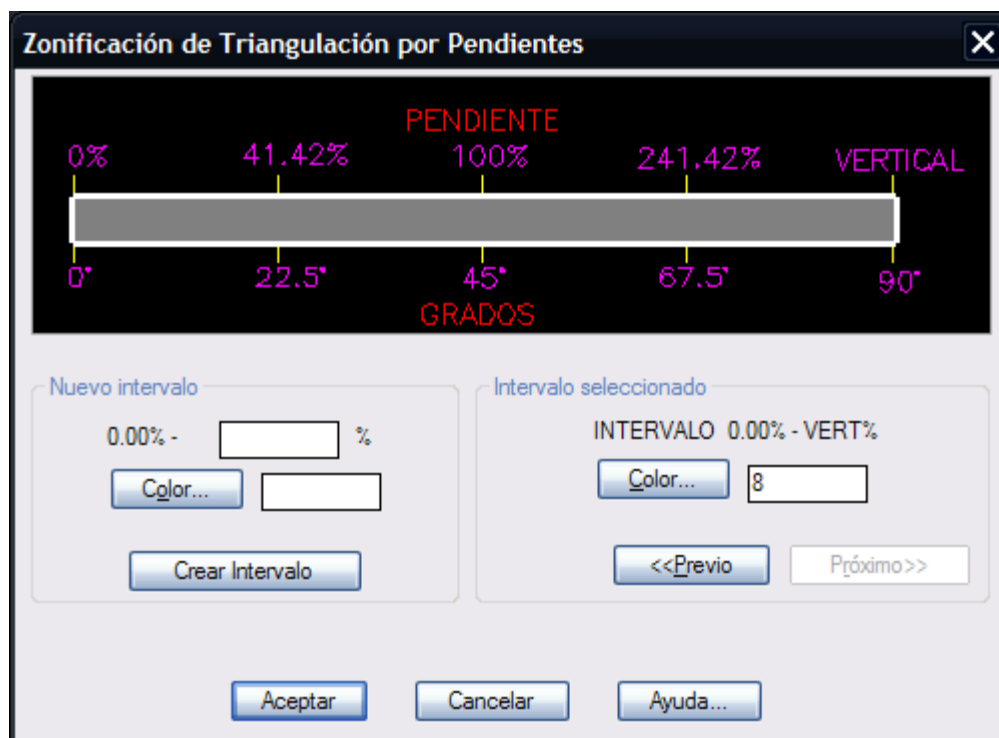 Zonificación de Triangulación por Pendientes
PENDIENTE
0% 41.42% 100% 241.42% VERTICAL
0° 22.5° 45° 67.5° 90°
GRADOS
Nuevo intervalo
0.00% - %
Color...
Crear Intervalo
Intervalo seleccionado
INTERVALO 0.00% - VERT%
Color... 8
<<Previo Próximo>>
Aceptar Cancelar Ayuda...